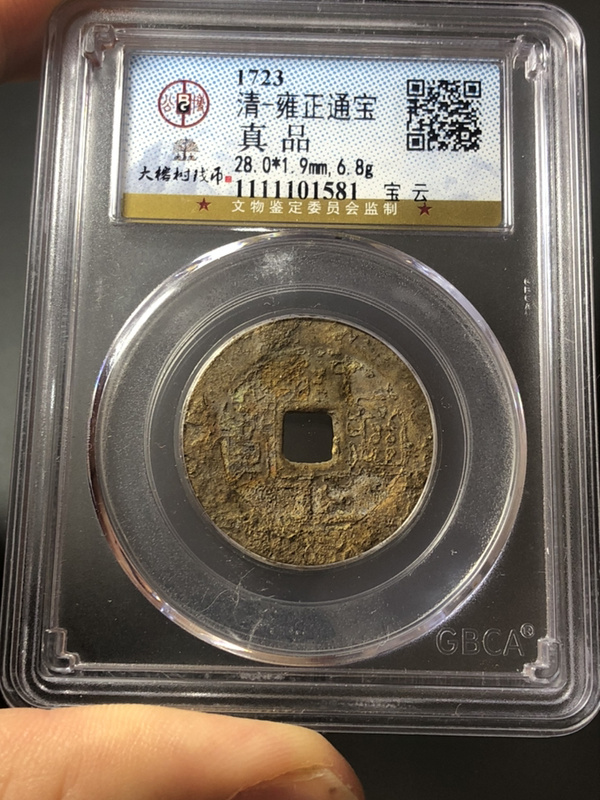 1723
清-雍正通宝
真品
28.0*1.9mm, 6.8g
大槐树钱币
1111101581 宝云
文物鉴定委员会监制
GBCA®